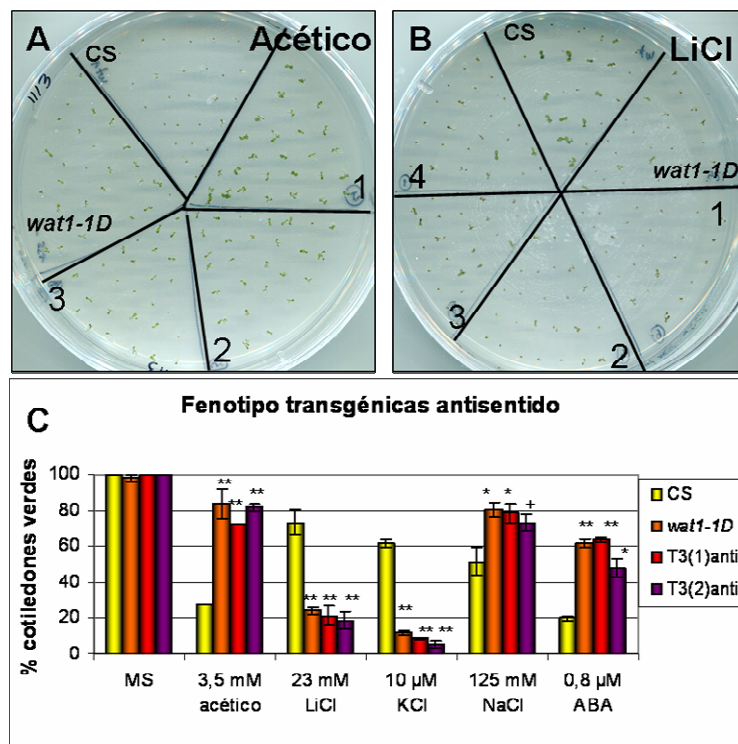 A
CS
Acético
11/3
1
wat1-1D
3
2
B
CS
LiCl
4
wat1-1D
1
3
2
C
Fenotipo transgénicas antisentido
% cotiledones verdes
100
80
60
40
20
0
** ** **
** ** **
** ** **
* * +
** ** *
MS
3,5 mM acético
23 mM LiCl
10 µM KCl
125 mM NaCl
0,8 µM ABA
CS
wat1-1D
T3(1)anti
T3(2)anti